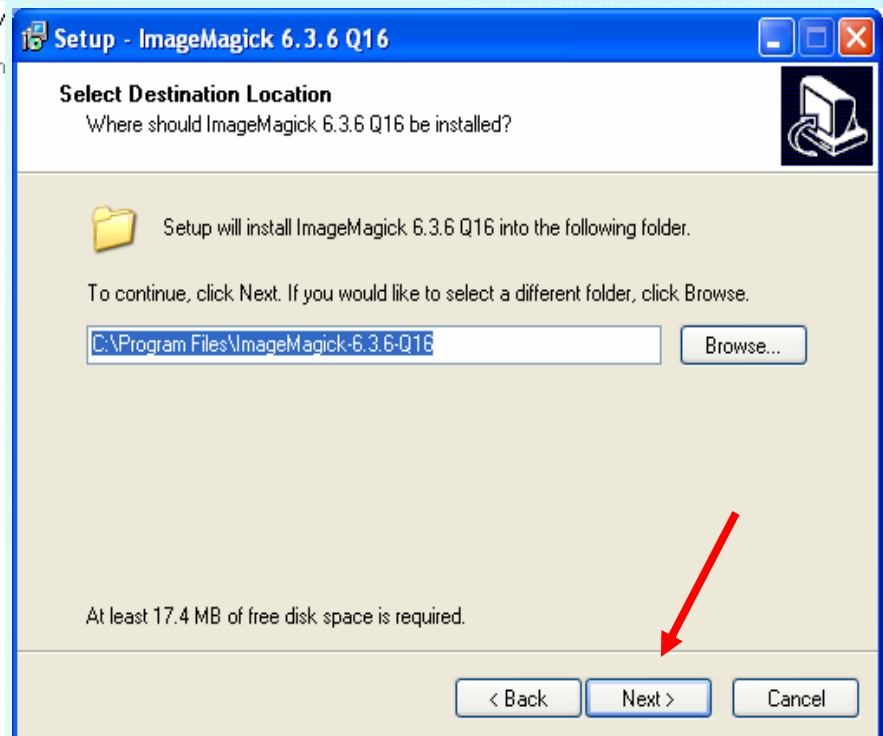 Setup - ImageMagick 6.3.6 Q16
Select Destination Location
Where should ImageMagick 6.3.6 Q16 be installed?
Setup will install ImageMagick 6.3.6 Q16 into the following folder.
To continue, click Next. If you would like to select a different folder, click Browse.
C:\Program Files\ImageMagick-6.3.6-Q16
Browse...
At least 17.4 MB of free disk space is required.
< Back Next > Cancel